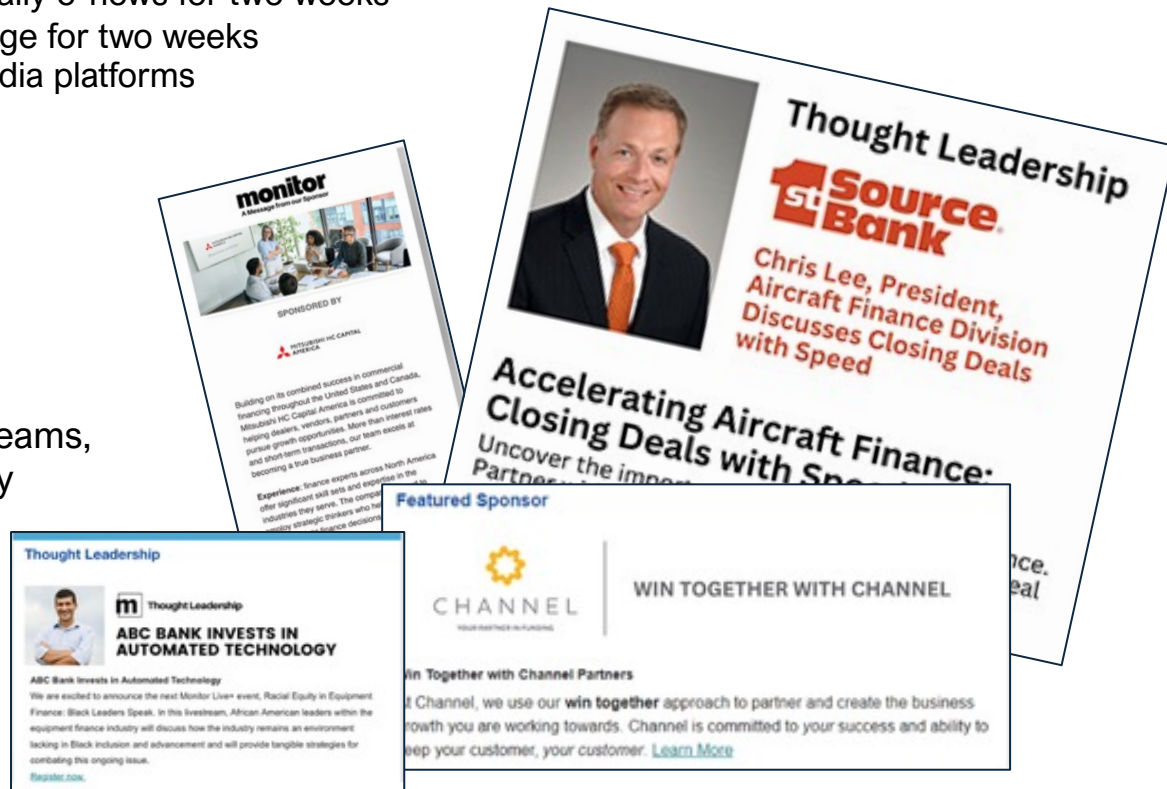 ally e-news for two weeks
ge for two weeks
dia platforms
eams,
y
monitor
A Message from our Sponsor
SPONSORED BY
MITSUBISHI HC CAPITAL
AMERICA
Building on its combined success in commercial
financing throughout the United States and Canada,
Mitsubishi HC Capital America is committed to
helping dealers, vendors, partners and customers
pursue growth opportunities. More than interest rates
and short-term transactions, our team excels at
becoming a true business partner.
Experience: finance experts across North America
offer significant skill sets and expertise in the
industries they serve. The
employ strategic thinkers who
finance decisions
Thought Leadership
1st Source
Bank
Chris Lee, President,
Aircraft Finance Division
Discusses Closing Deals
with Speed
Accelerating Aircraft Finance:
Closing Deals with
Uncover the
nce.
eal
Featured Sponsor
CHANNEL
YOUR PARTNER IN FUNDING
WIN TOGETHER WITH CHANNEL
in Together with Channel Partners
t Channel, we use our win together approach to partner and create the business
rowth you are working towards. Channel is committed to your success and ability to
eep your customer, your customer. Learn More
Thought Leadership
m Thought Leadership
ABC BANK INVESTS IN
AUTOMATED TECHNOLOGY
ABC Bank Invests in Automated Technology
We are excited to announce the next Monitor Live+ event, Racial Equity in Equipment
Finance: Black Leaders Speak. In this livestream, African American leaders within the
equipment finance industry will discuss how the industry remains an environment
lacking in Black inclusion and advancement and will provide tangible strategies for
combating this ongoing issue.
Register now.